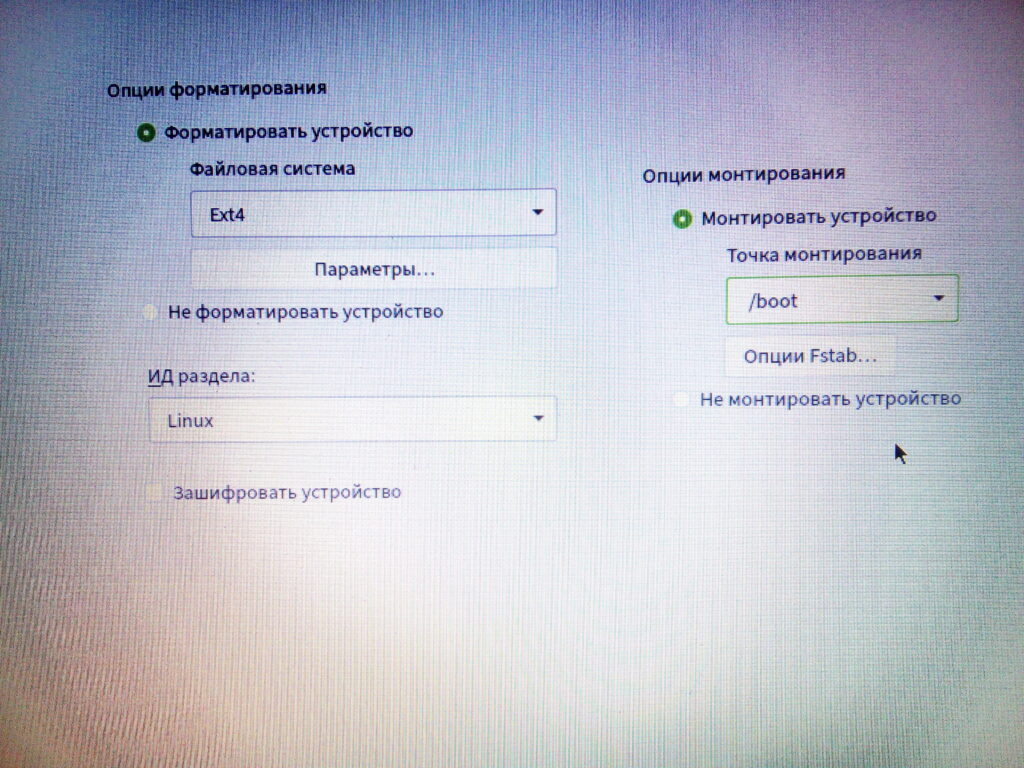 Опции форматирования
Форматировать устройство
Файловая система
Ext4
Параметры...
Не форматировать устройство
ИД раздела:
Linux
Зашифровать устройство
Опции монтирования
Монтировать устройство
Точка монтирования
/boot
Опции Fstab...
Не монтировать устройство